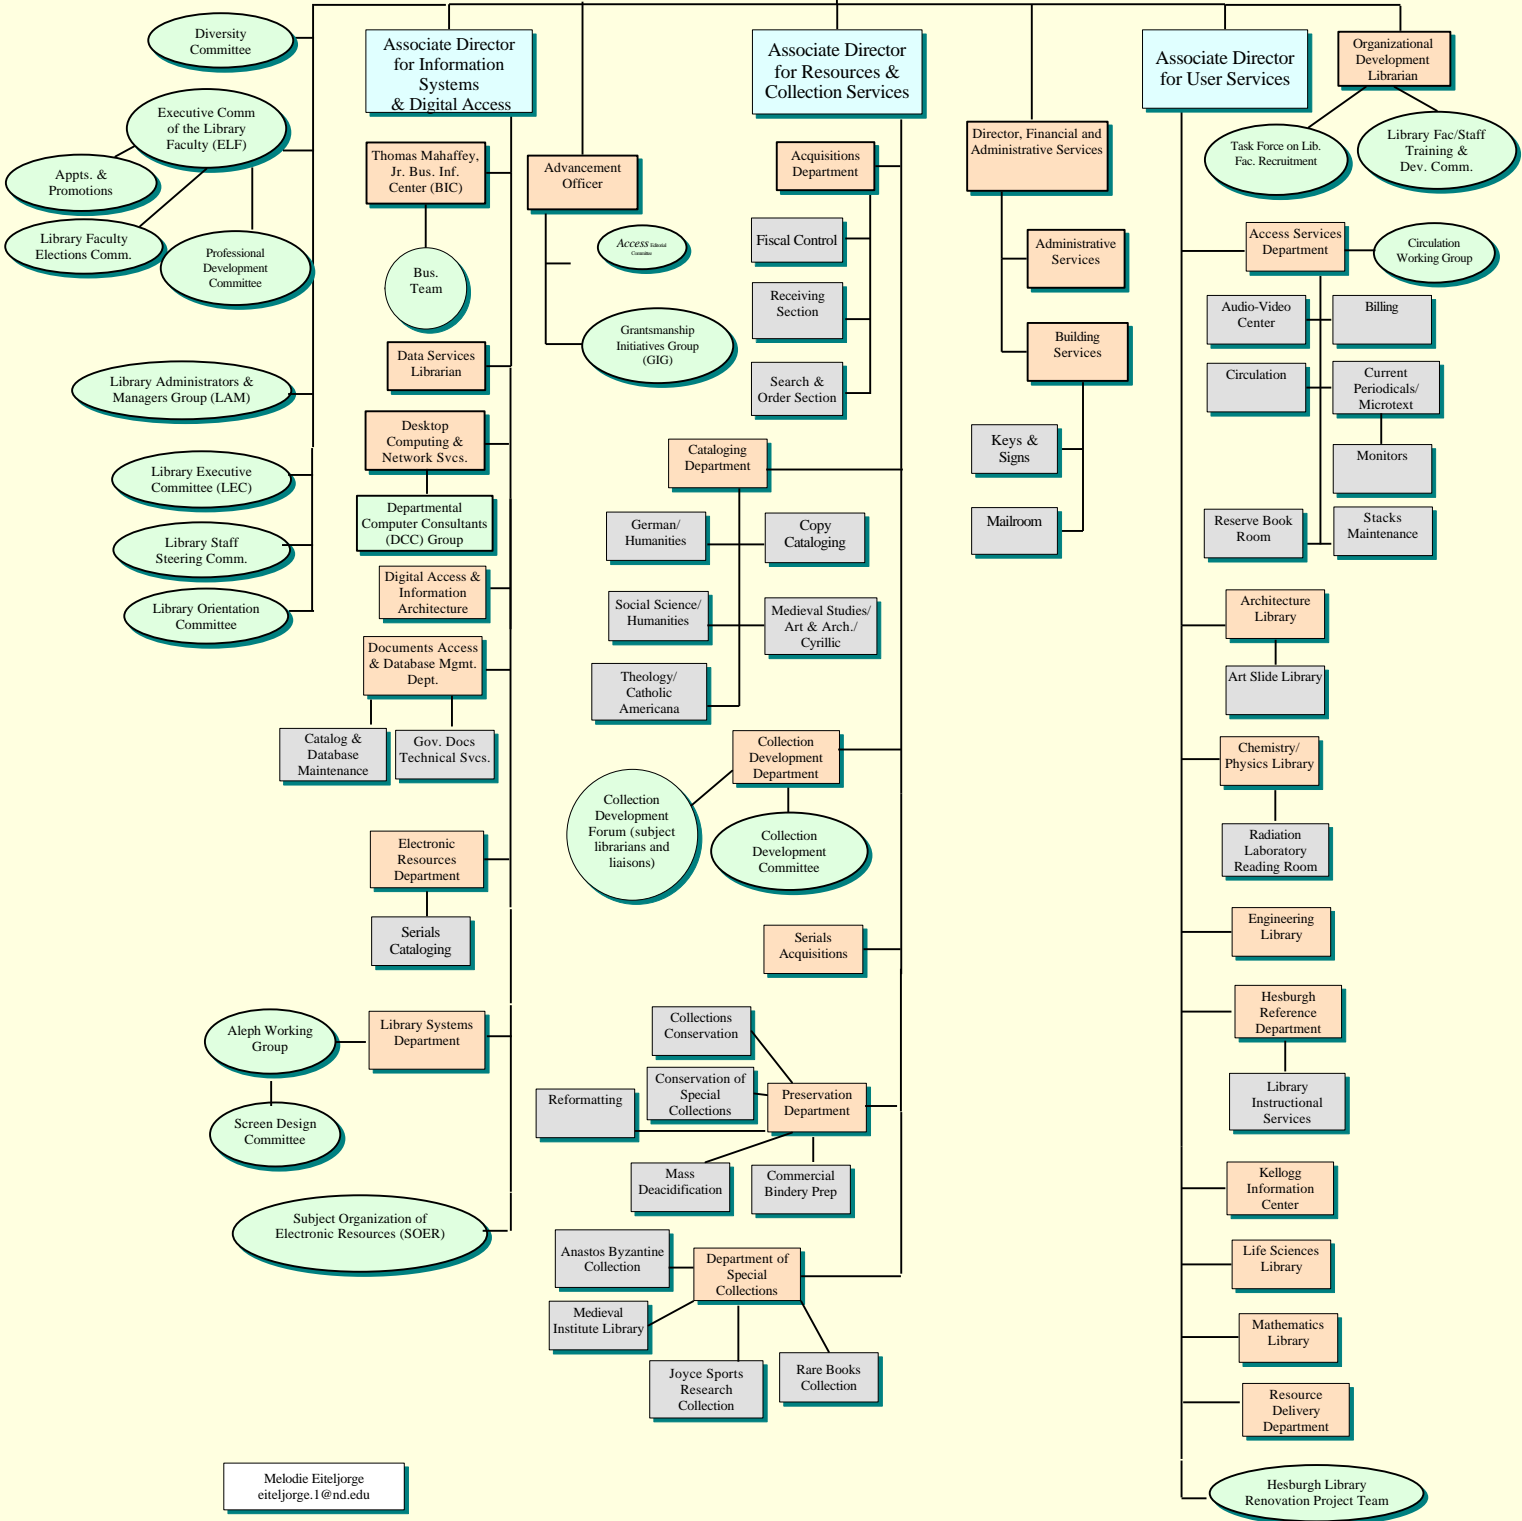 Diversity
Committee
Executive Comm
of the Library
Faculty (ELF)
Appts. &
Promotions
Library Faculty
Elections Comm.
Professional
Development
Committee
Library Administrators &
Managers Group (LAM)
Library Executive
Committee (LEC)
Library Staff
Steering Comm.
Library Orientation
Committee
Associate Director
for Information
Systems
& Digital Access
Thomas Mahaffey,
Jr. Bus. Inf.
Center (BIC)
Bus.
Team
Data Services
Librarian
Desktop
Computing &
Network Svcs.
Departmental
Computer Consultants
(DCC) Group
Digital Access &
Information
Architecture
Documents Access
& Database Mgmt.
Dept.
Catalog &
Database
Maintenance
Gov. Docs
Technical Svcs.
Electronic
Resources
Department
Serials
Cataloging
Library Systems
Department
Aleph Working
Group
Screen Design
Committee
Subject Organization of
Electronic Resources (SOER)
Advancement
Officer
Access Editorial
Committee
Grantsmanship
Initiatives Group
(GIG)
Associate Director
for Resources &
Collection Services
Acquisitions
Department
Fiscal Control
Receiving
Section
Search &
Order Section
Cataloging
Department
German/
Humanities
Copy
Cataloging
Social Science/
Humanities
Medieval Studies/
Art & Arch./
Cyrillic
Theology/
Catholic
Americana
Collection
Development
Department
Collection
Development
Forum (subject
librarians and
liaisons)
Collection
Development
Committee
Serials
Acquisitions
Collections
Conservation
Conservation of
Special
Collections
Reformatting
Preservation
Department
Mass
Deacidification
Commercial
Bindery Prep
Anastos Byzantine
Collection
Department of
Special
Collections
Medieval
Institute Library
Joyce Sports
Research
Collection
Rare Books
Collection
Director, Financial and
Administrative Services
Administrative
Services
Building
Services
Keys &
Signs
Mailroom
Associate Director
for User Services
Organizational
Development
Librarian
Task Force on Lib.
Fac. Recruitment
Library Fac/Staff
Training &
Dev. Comm.
Access Services
Department
Circulation
Working Group
Audio-Video
Center
Billing
Circulation
Current
Periodicals/
Microtext
Monitors
Reserve Book
Room
Stacks
Maintenance
Architecture
Library
Art Slide Library
Chemistry/
Physics Library
Radiation
Laboratory
Reading Room
Engineering
Library
Hesburgh
Reference
Department
Library
Instructional
Services
Kellogg
Information
Center
Life Sciences
Library
Mathematics
Library
Resource
Delivery
Department
Hesburgh Library
Renovation Project Team
Melodie Eiteljorge
eiteljorge.1@nd.edu